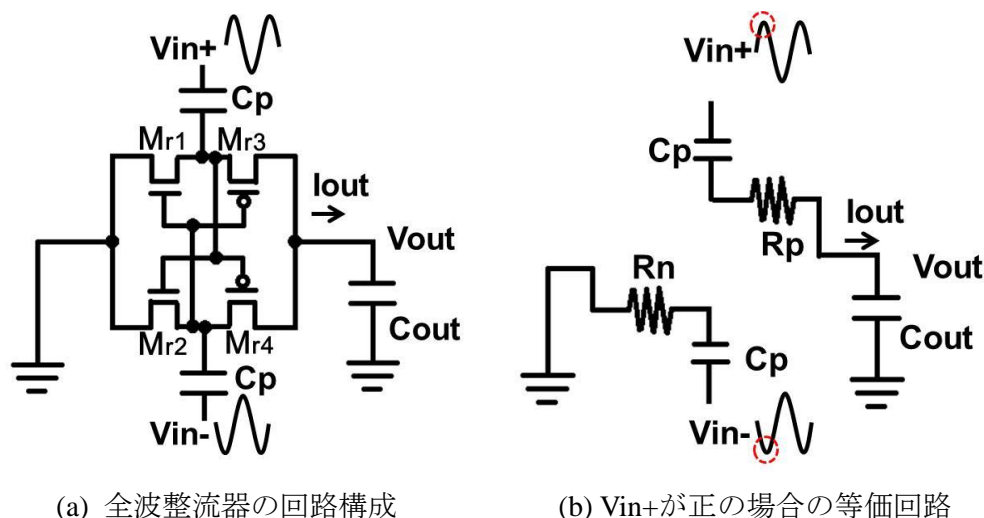 Vin+
Cp
Mr1
Mr3
Iout
Vout
Cout
Mr2
Mr4
Cp
Vin-
(a) 全波整流器の回路構成
Vin+
Cp
Rp
Iout
Vout
Rn
Cout
Cp
Vin-
(b) Vin+が正の場合の等価回路